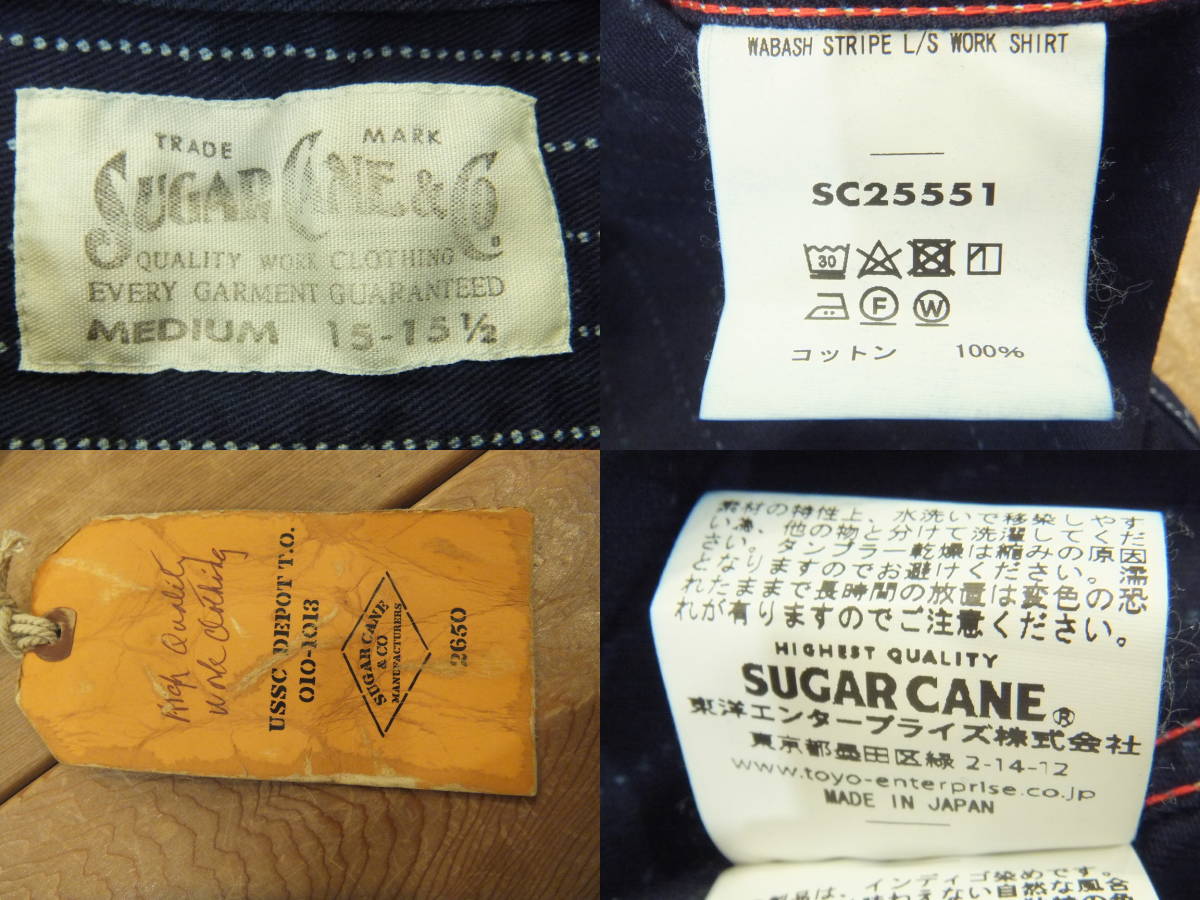 TRADE MARK
SUGAR CANE & CO.
QUALITY WORK CLOTHING
EVERY GARMENT GUARANTEED
MEDIUM 15-15½
WABASH STRIPE L/S WORK SHIRT
SC25551
30
F W
コットン 100%
High Quality
Work Clothing
USSC DEPOT T.O.
010-1013
SUGAR CANE
& CO
MANUFACTURERS
2650
素材の特性上、水洗いで移染しやす
い為、他の物と分けて洗濯してくだ
さい。タンブラー乾燥は縮みの原因
となりますのでお避けください。濡
れたままで長時間の放置は変色の恐
れが有りますのでご注意ください。
HIGHEST QUALITY
SUGAR CANE®
東洋エンタープライズ株式会社
東京都墨田区緑 2-14-12
www.toyo-enterprise.co.jp
MADE IN JAPAN
インディゴ染めです。
ない自然な風合